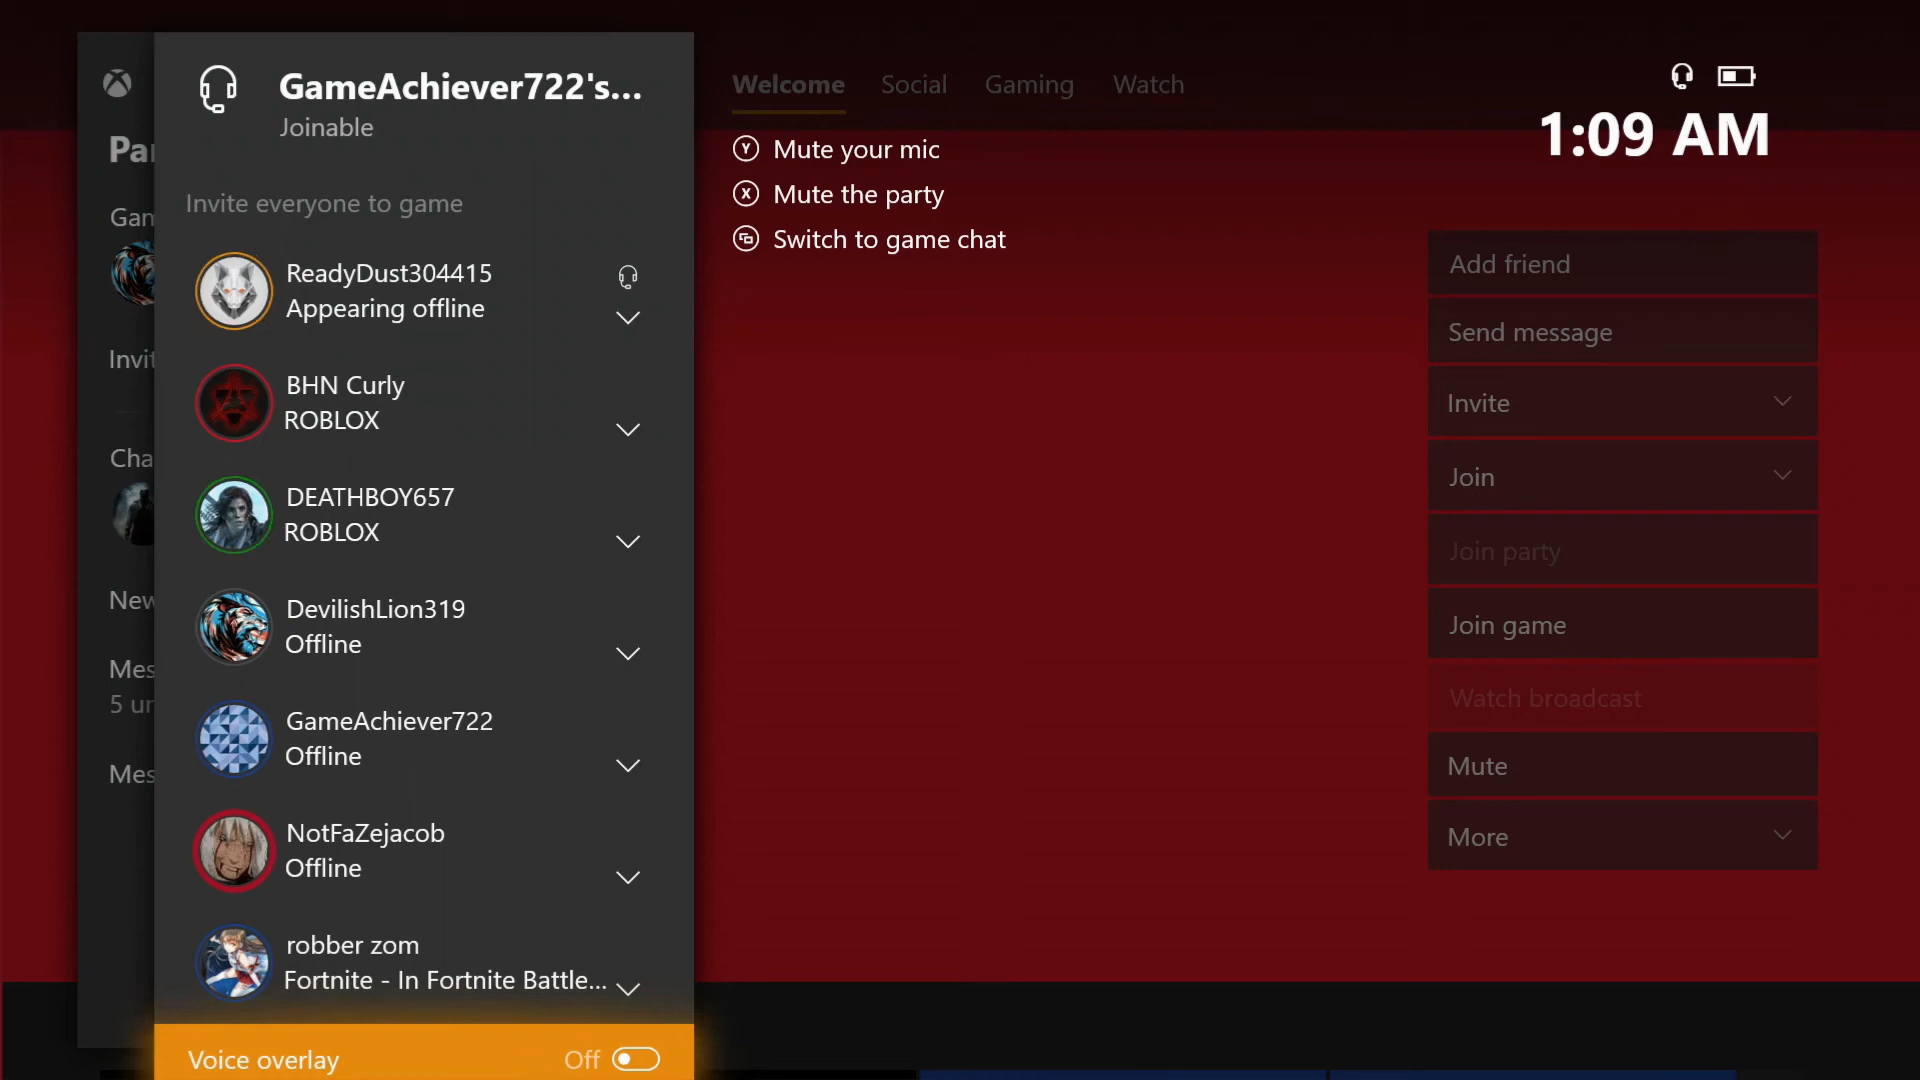 GameAchiever722's...
Joinable
Invite everyone to game
ReadyDust304415
Appearing offline
BHN Curly
ROBLOX
DEATHBOY657
ROBLOX
DevilishLion319
Offline
GameAchiever722
Offline
NotFaZejacob
Offline
robber zom
Fortnite - In Fortnite Battle...
Voice overlay Off
Welcome Social Gaming Watch
Y Mute your mic
X Mute the party
Switch to game chat
1:09 AM
Add friend
Send message
Invite
Join
Join party
Join game
Watch broadcast
Mute
More